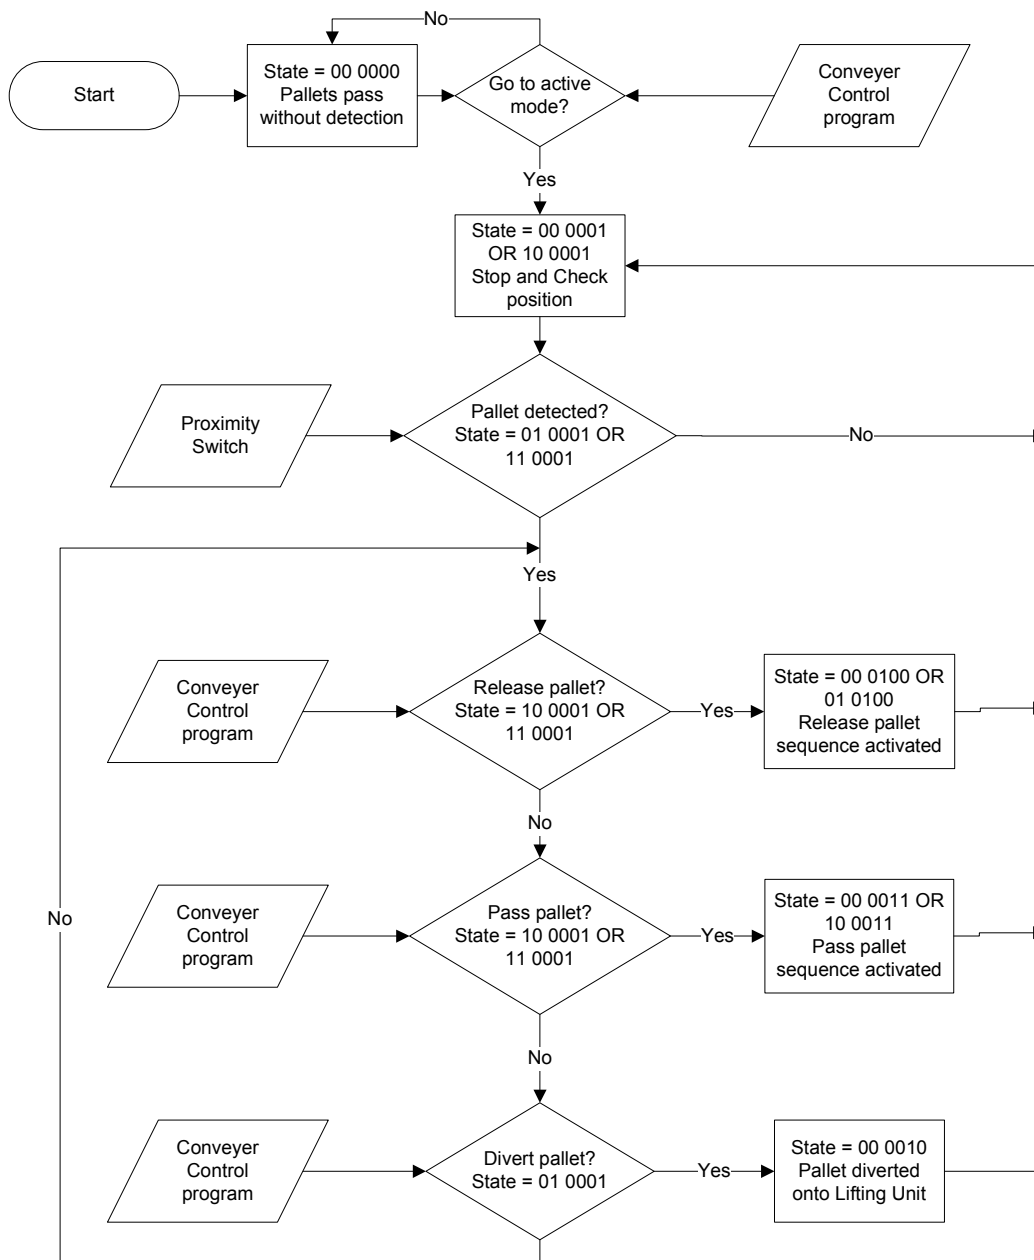 No
Start
State = 00 0000
Pallets pass
without detection
Go to active
mode?
Conveyer
Control
program
Yes
State = 00 0001
OR 10 0001
Stop and Check
position
Proximity
Switch
Pallet detected?
State = 01 0001 OR
11 0001
No
Yes
Conveyer
Control
program
Release pallet?
State = 10 0001 OR
11 0001
Yes
State = 00 0100 OR
01 0100
Release pallet
sequence activated
No
No
Conveyer
Control
program
Pass pallet?
State = 10 0001 OR
11 0001
Yes
State = 00 0011 OR
10 0011
Pass pallet
sequence activated
No
Conveyer
Control
program
Divert pallet?
State = 01 0001
Yes
State = 00 0010
Pallet diverted
onto Lifting Unit